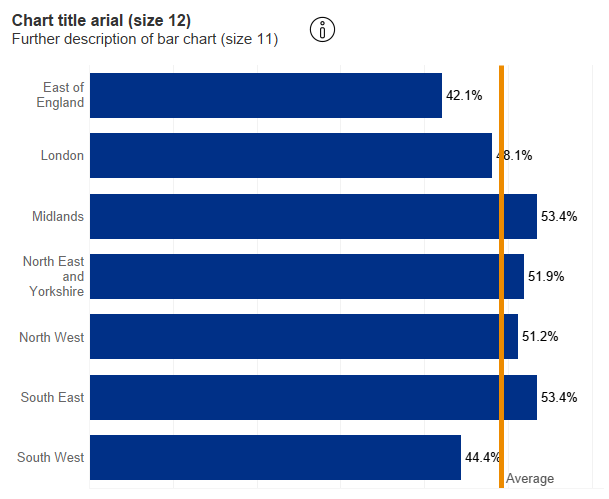 Chart title arial (size 12)
Further description of bar chart (size 11)
East of
England
42.1%
London
48.1%
Midlands
53.4%
North East
and
Yorkshire
51.9%
North West
51.2%
South East
53.4%
South West
44.4%
Average